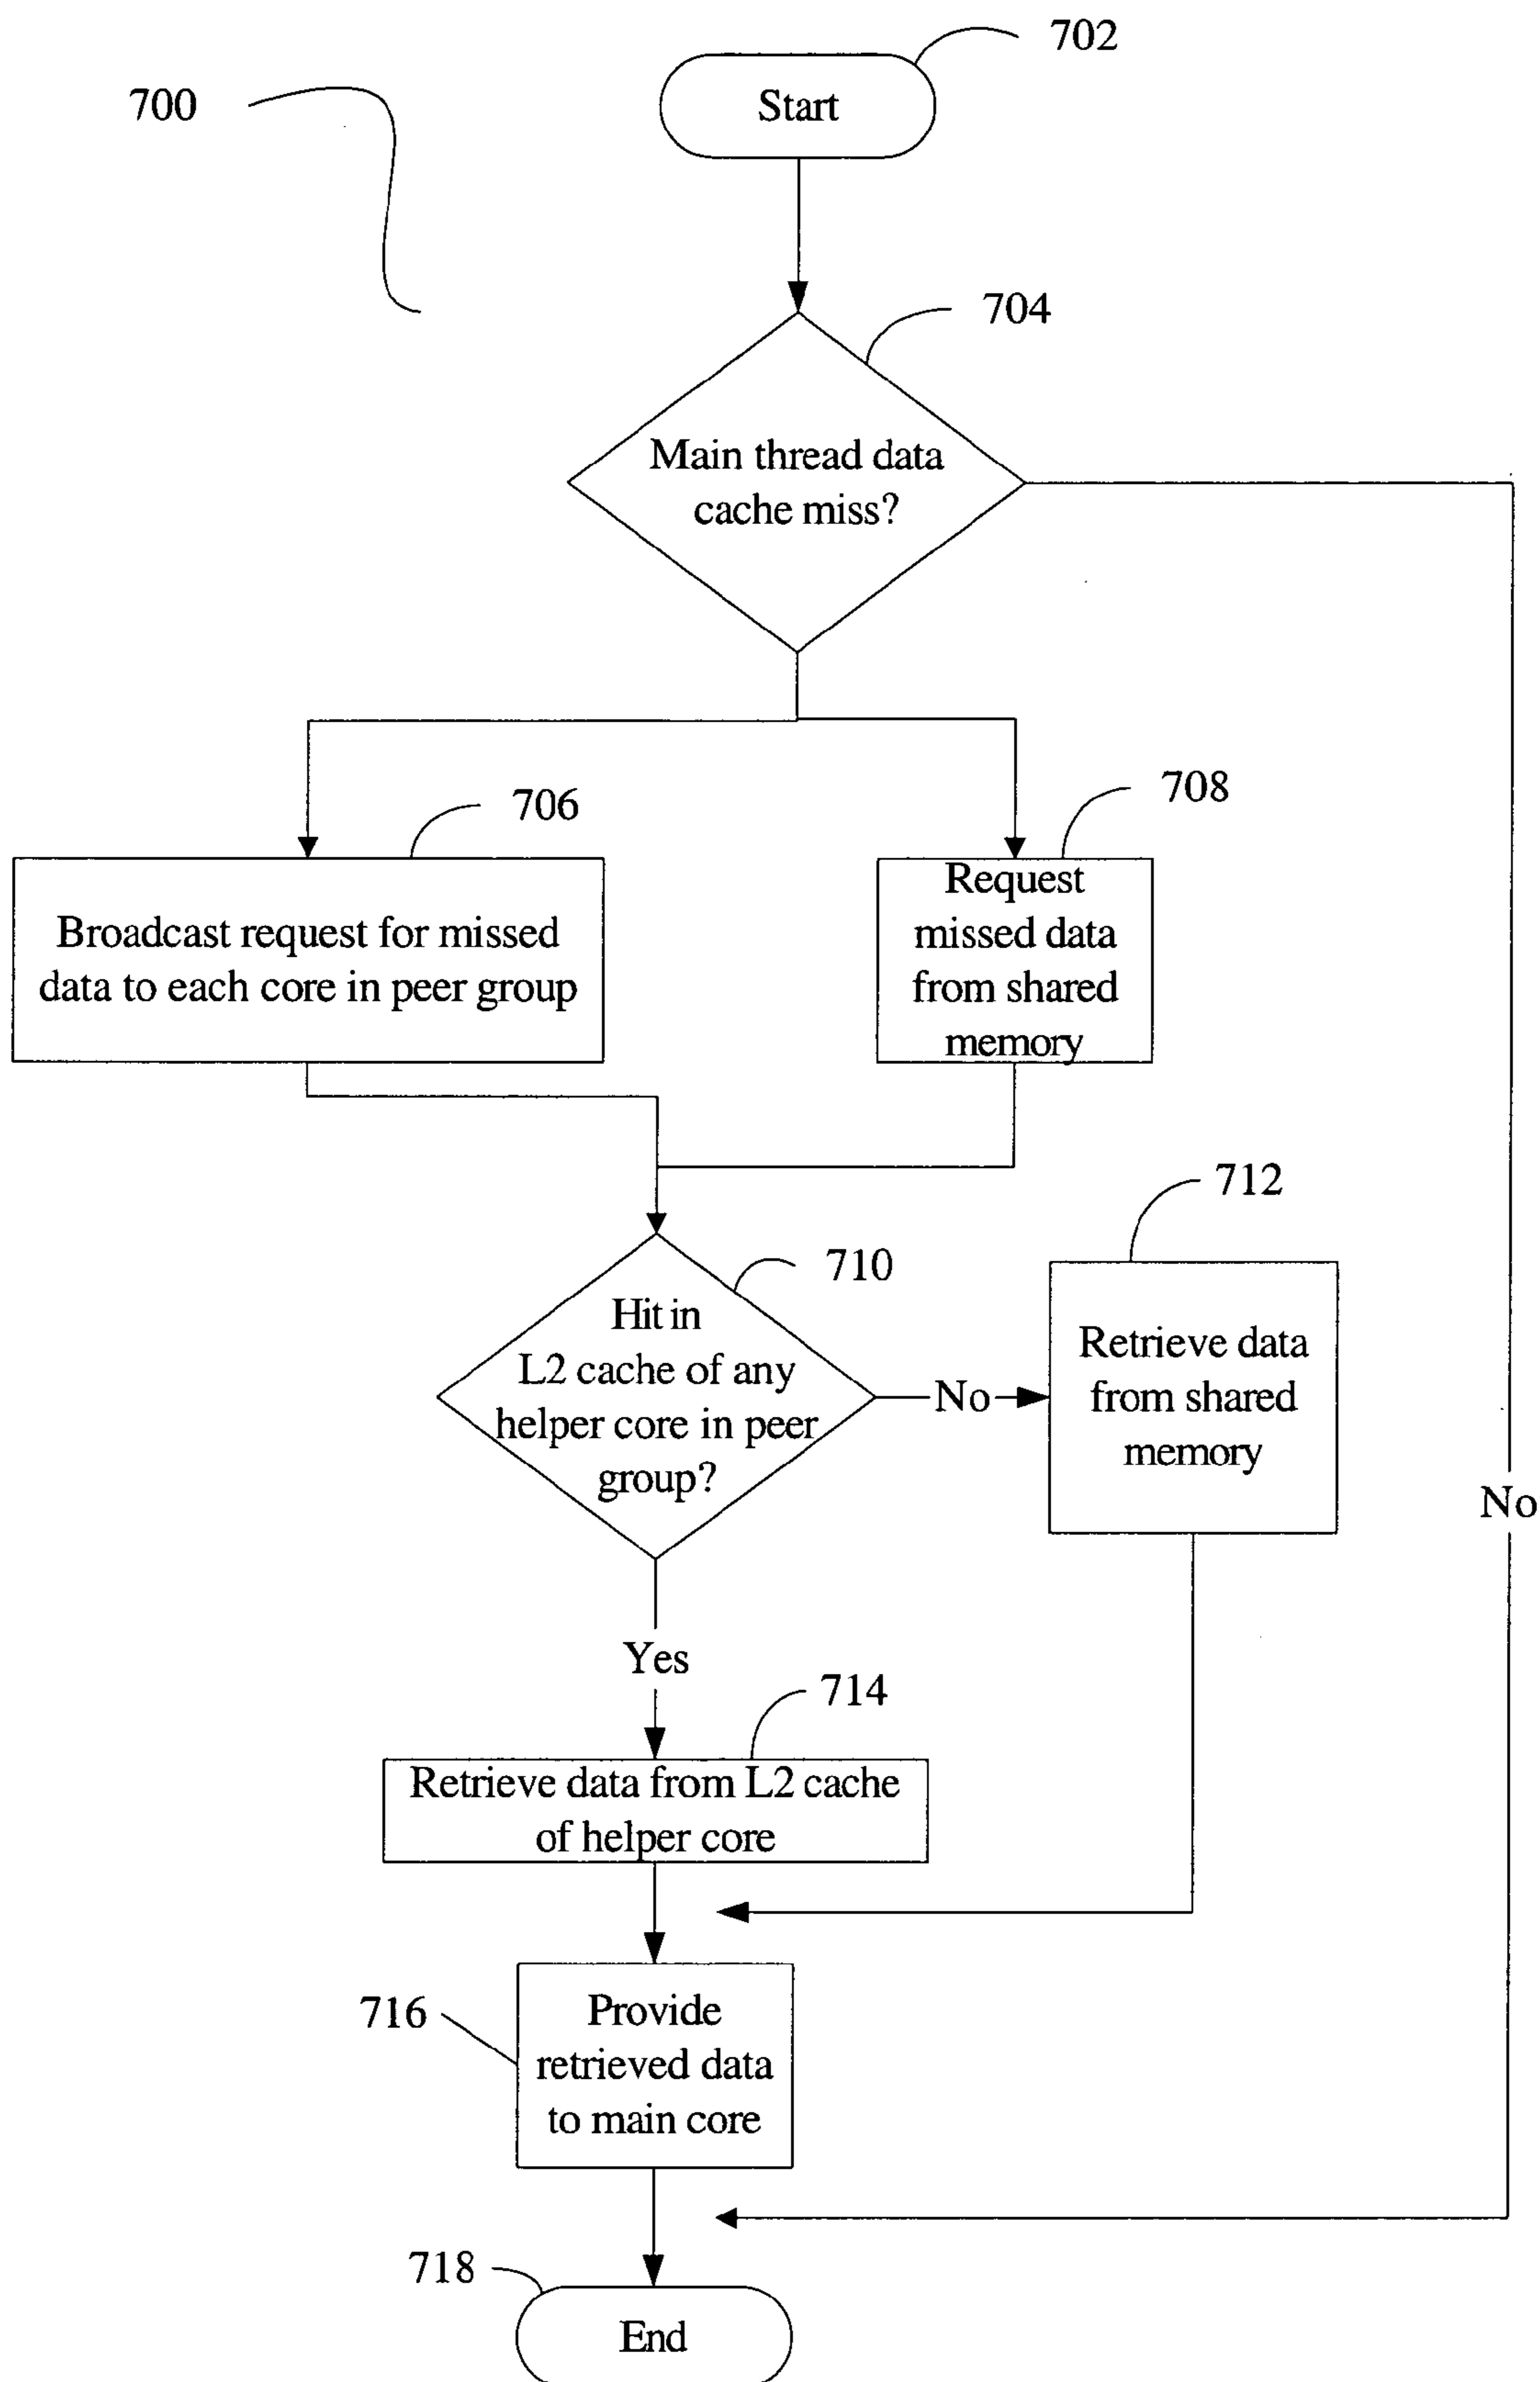 702
700
Start
704
Main thread data
cache miss?
706
708
Broadcast request for missed
data to each core in peer group
Request
missed data
from shared
memory
712
710
Hit in
L2 cache of any
helper core in peer
group?
No
Retrieve data
from shared
memory
No
Yes
714
Retrieve data from L2 cache
of helper core
716
Provide
retrieved data
to main core
718
End